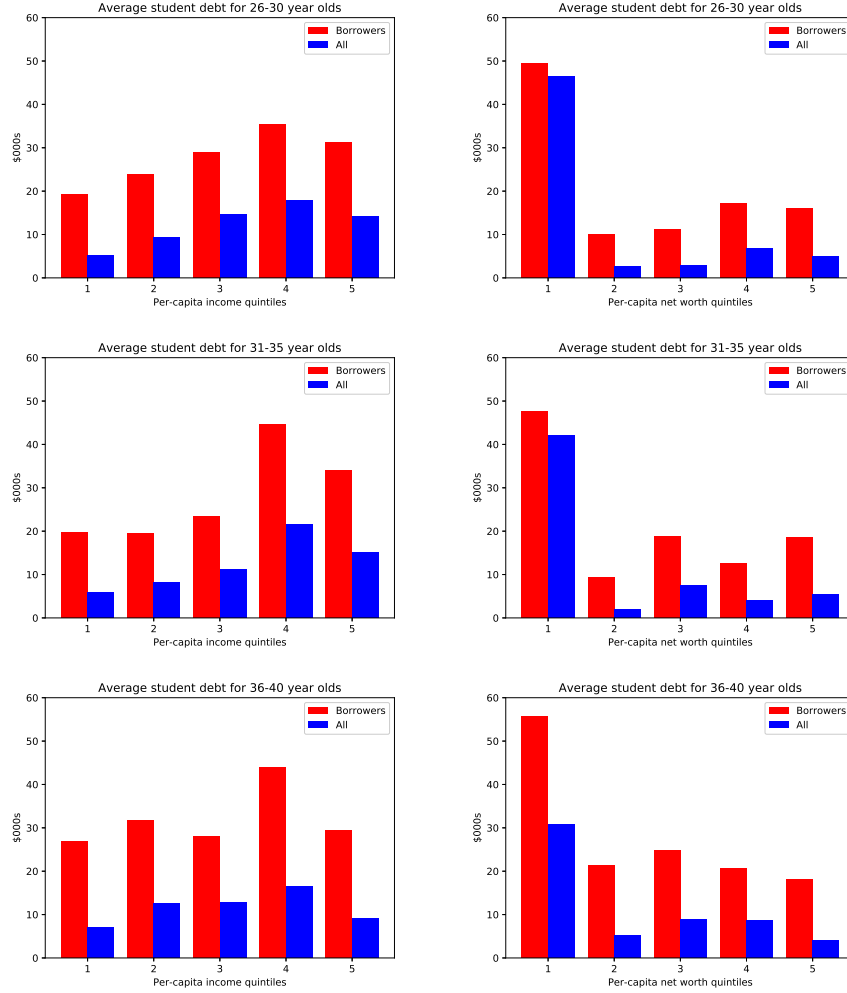 Average student debt for 26-30 year olds
60
50
40
30
20
10
0
$000s
Borrowers
All
1 2 3 4 5
Per-capita income quintiles
Average student debt for 26-30 year olds
60
50
40
30
20
10
0
$000s
Borrowers
All
1 2 3 4 5
Per-capita net worth quintiles
Average student debt for 31-35 year olds
60
50
40
30
20
10
0
$000s
Borrowers
All
1 2 3 4 5
Per-capita income quintiles
Average student debt for 31-35 year olds
60
50
40
30
20
10
0
$000s
Borrowers
All
1 2 3 4 5
Per-capita net worth quintiles
Average student debt for 36-40 year olds
60
50
40
30
20
10
0
$000s
Borrowers
All
1 2 3 4 5
Per-capita income quintiles
Average student debt for 36-40 year olds
60
50
40
30
20
10
0
$000s
Borrowers
All
1 2 3 4 5
Per-capita net worth quintiles